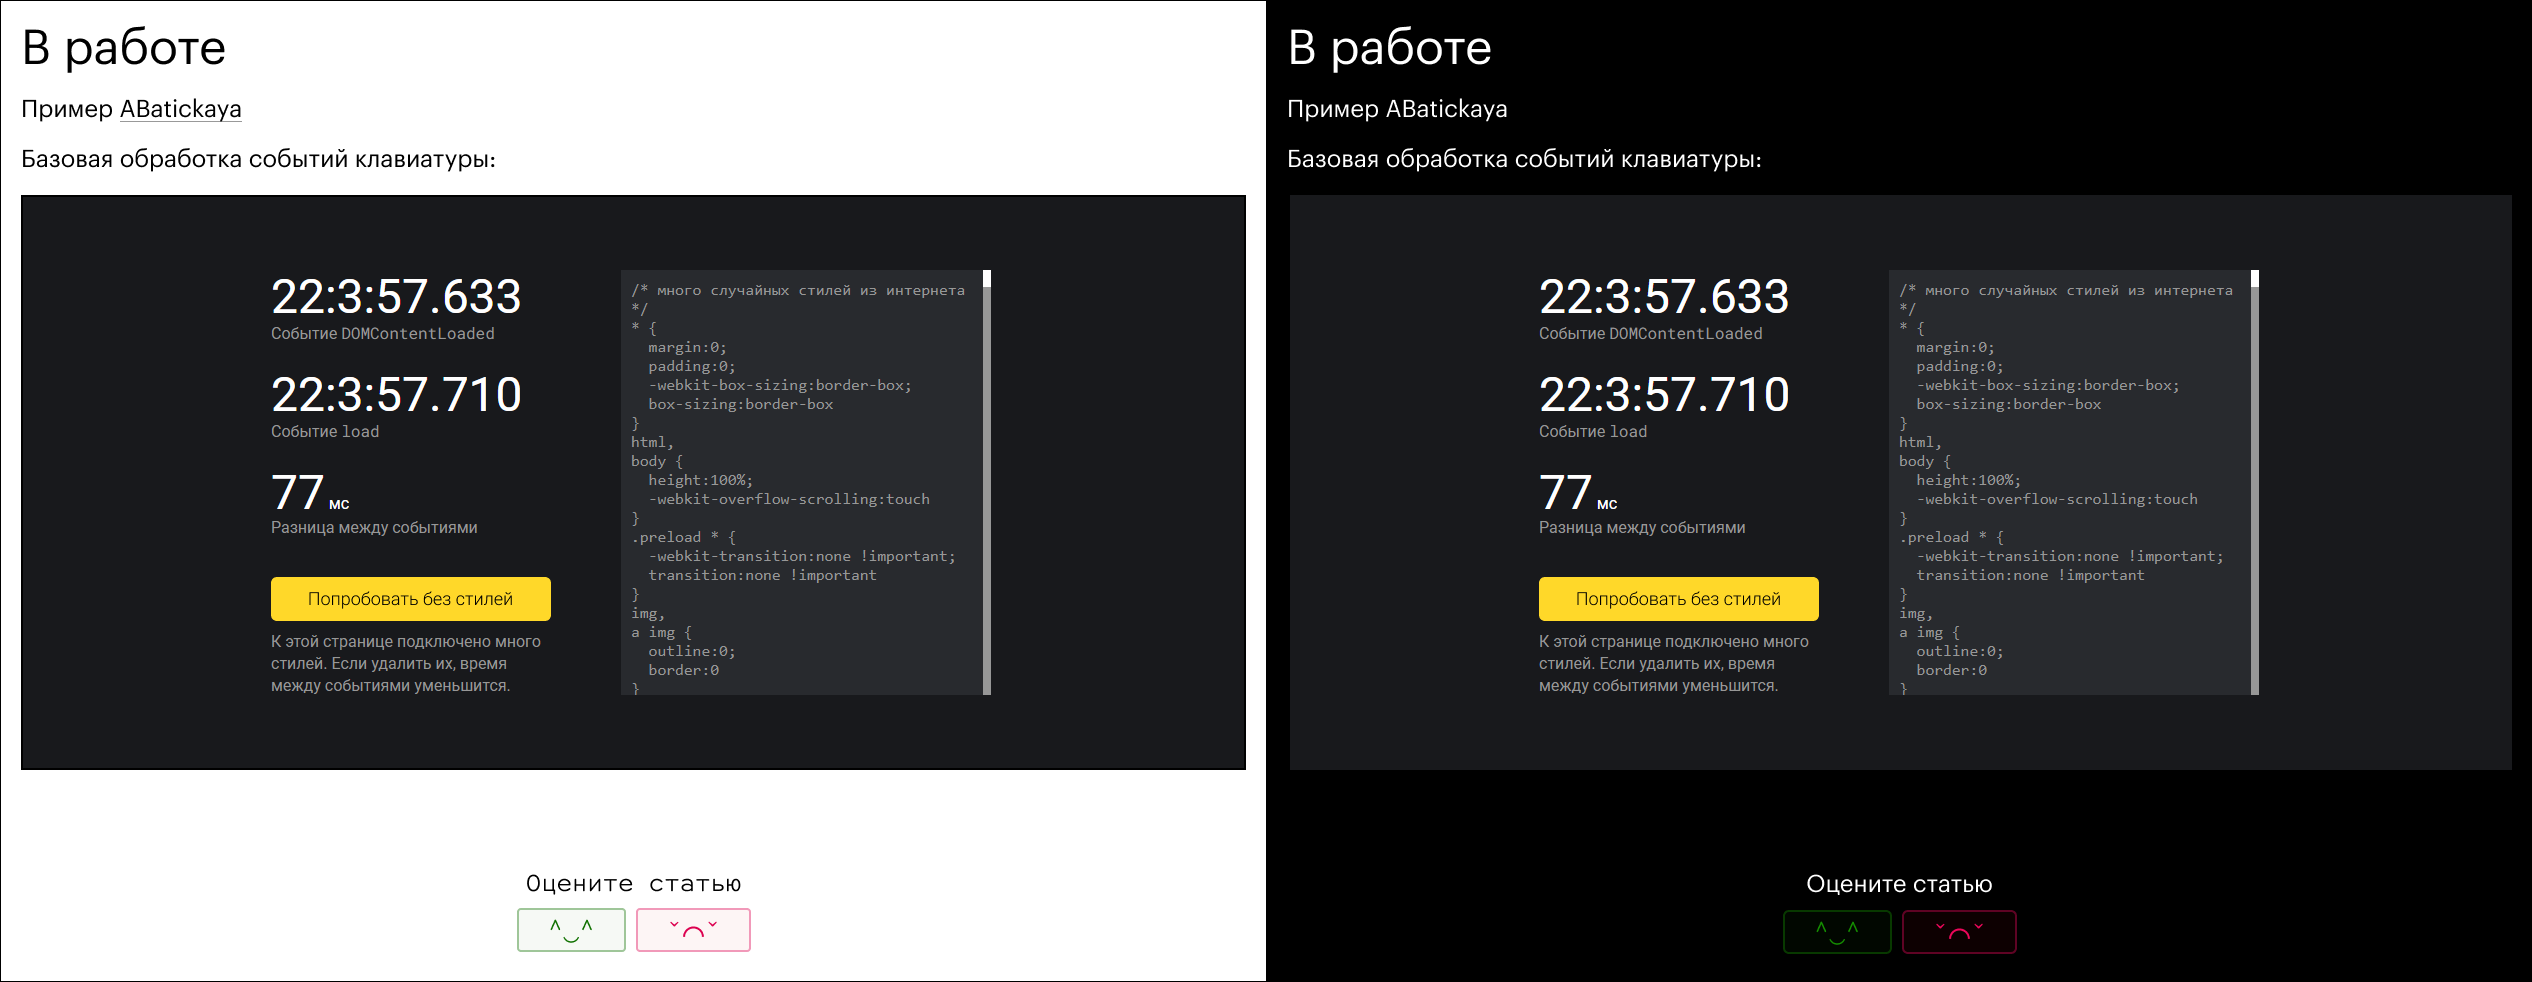 В работе
Пример ABatickaya
Базовая обработка событий клавиатуры:
22:3:57.633
Событие DOMContentLoaded
22:3:57.710
Событие load
77 мс
Разница между событиями
Попробовать без стилей
К этой странице подключено много
стилей. Если удалить их, время
между событиями уменьшится.
/* много случайных стилей из интернета
*/
* {
  margin:0;
  padding:0;
  -webkit-box-sizing:border-box;
  box-sizing:border-box
}
html,
body {
  height:100%;
  -webkit-overflow-scrolling:touch
}
.preload * {
  -webkit-transition:none !important;
  transition:none !important
}
img,
a img {
  outline:0;
  border:0
}
Оцените статью
В работе
Пример ABatickaya
Базовая обработка событий клавиатуры:
22:3:57.633
Событие DOMContentLoaded
22:3:57.710
Событие load
77 мс
Разница между событиями
Попробовать без стилей
К этой странице подключено много
стилей. Если удалить их, время
между событиями уменьшится.
/* много случайных стилей из интернета
*/
* {
  margin:0;
  padding:0;
  -webkit-box-sizing:border-box;
  box-sizing:border-box
}
html,
body {
  height:100%;
  -webkit-overflow-scrolling:touch
}
.preload * {
  -webkit-transition:none !important;
  transition:none !important
}
img,
a img {
  outline:0;
  border:0
}
Оцените статью